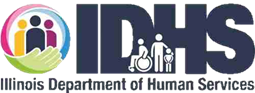 IDHS
Illinois Department of Human Services